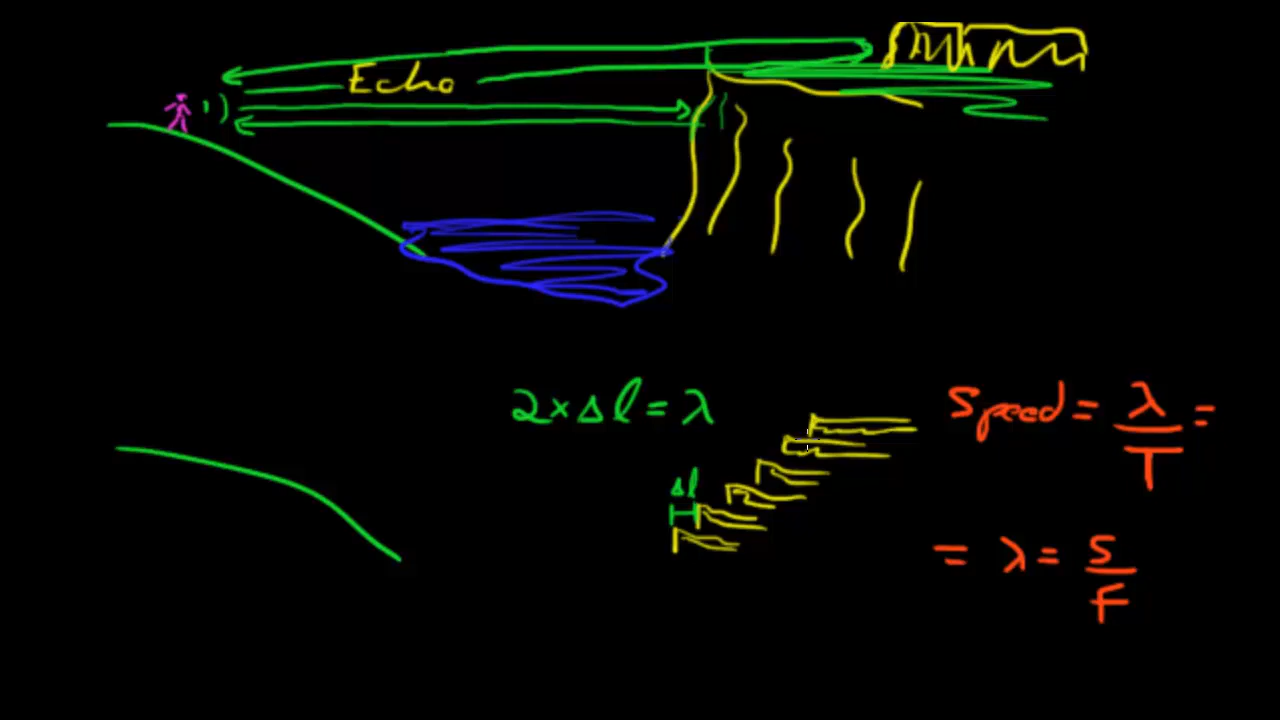 Echo
2 × Δl = λ
Speed = λ/T =
Δl
= λ = s/F